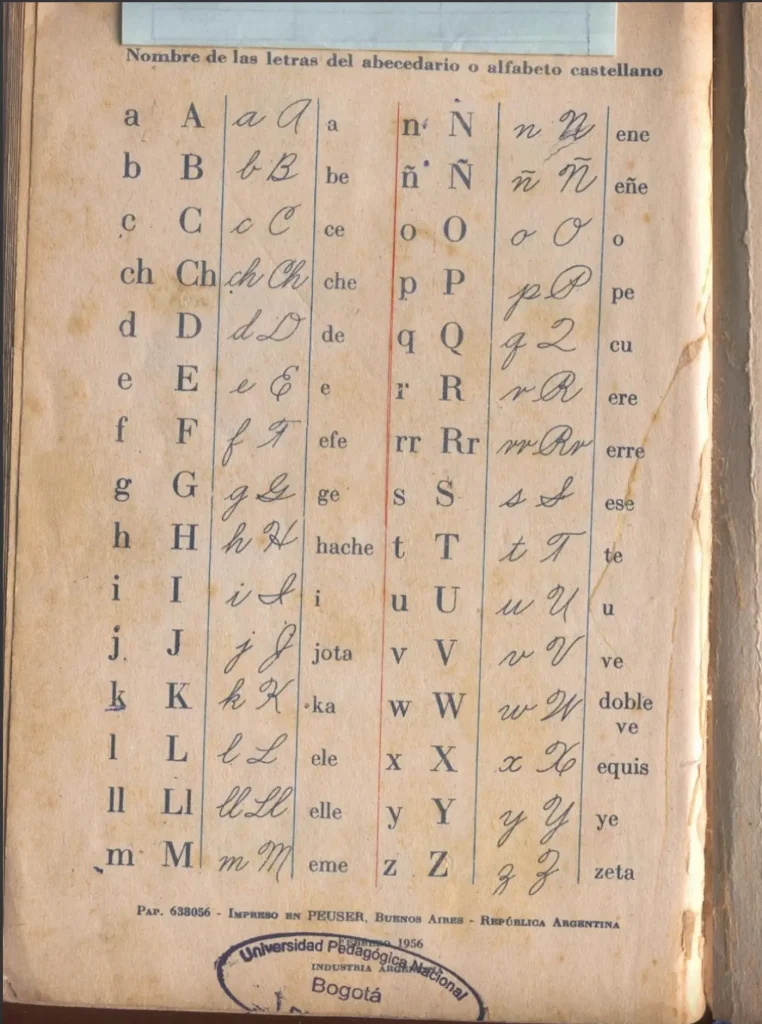 Nombre de las letras del abecedario o alfabeto castellano
a A a A a
b B b B be
c C c C ce
ch Ch ch Ch che
d D d D de
e E e E e
f F f F efe
g G g G ge
h H h H hache
i I i I i
j J j J jota
k K k K ka
l L l L ele
ll Ll ll Ll elle
m M m M eme
n N n N ene
ñ Ñ ñ Ñ eñe
o O o O o
p P p P pe
q Q q Q cu
r R r R ere
rr Rr rr Rr erre
s S s S ese
t T t T te
u U u U u
v V v V ve
w W w W doble
ve
x X x X equis
y Y y Y ye
z Z z Z zeta
PAP. 638056 - IMPRESO EN PEUSER, BUENOS AIRES - REPÚBLICA ARGENTINA
FEBRERO 1956
INDUSTRIA ARGENTINA
Universidad Pedagógica Nacional
Bogotá